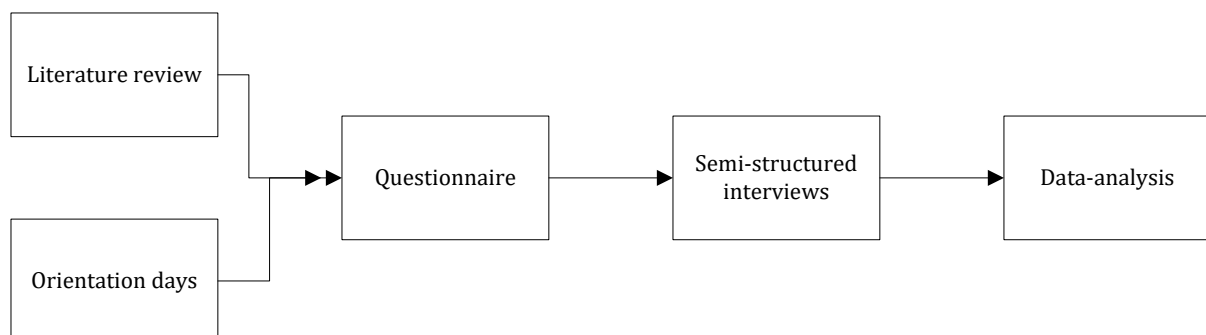 Literature review
Orientation days
Questionnaire
Semi-structured
interviews
Data-analysis